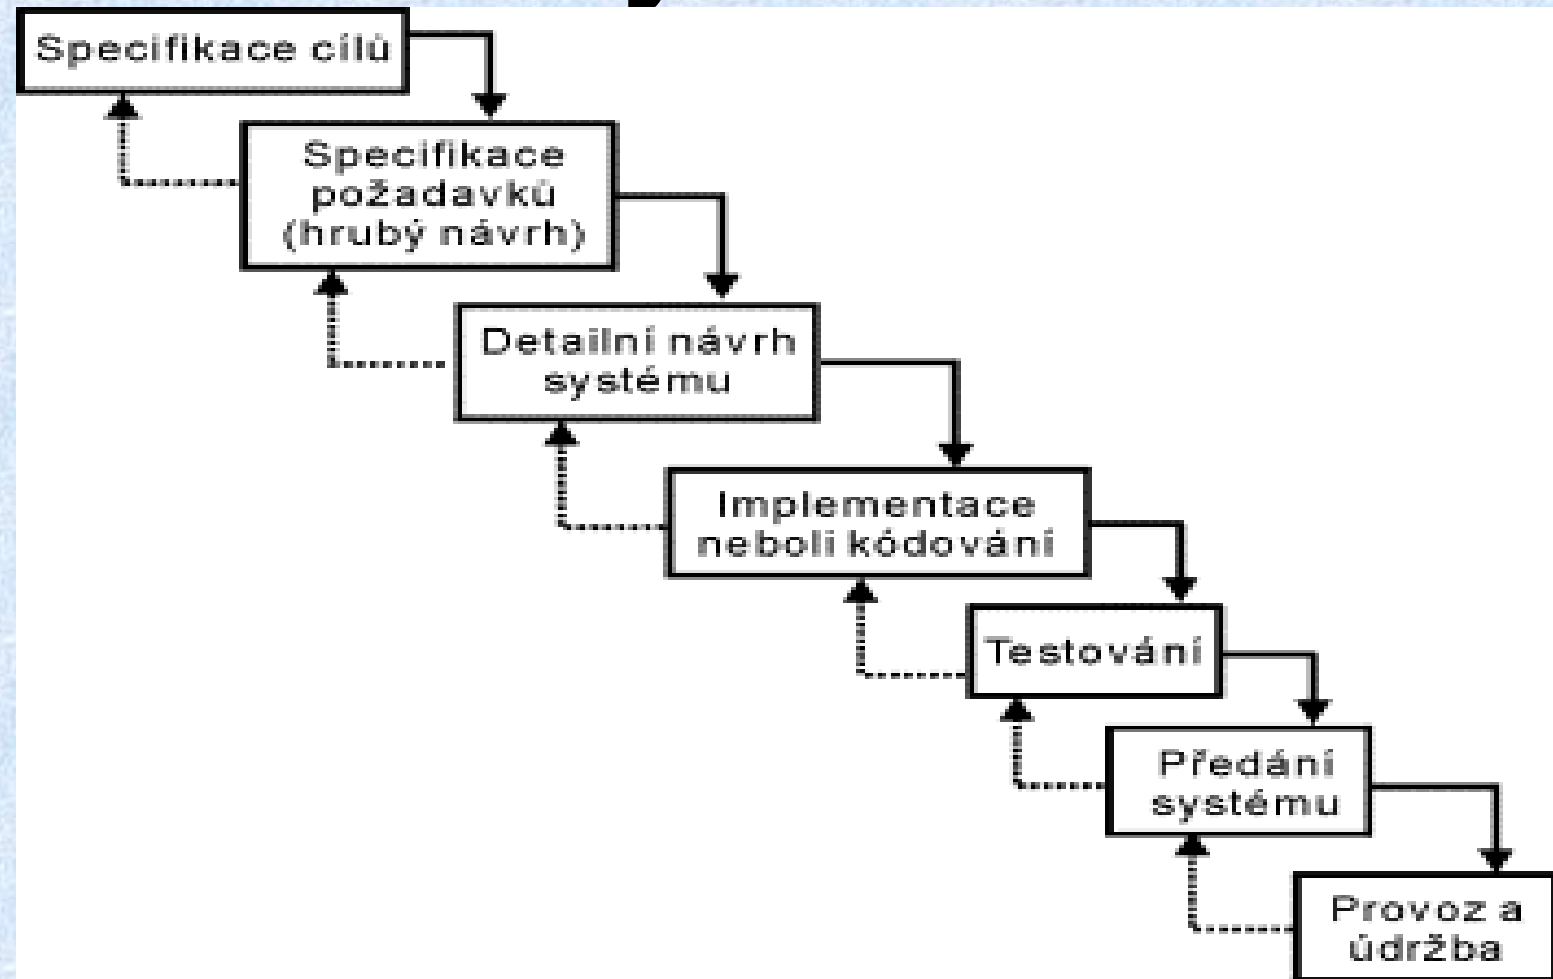 Specifikace cílů
Specifikace
požadavků
(hrubý návrh)
Detailní návrh
systému
Implementace
neboli kódování
Testování
Předání
systému
Provoz a
údržba